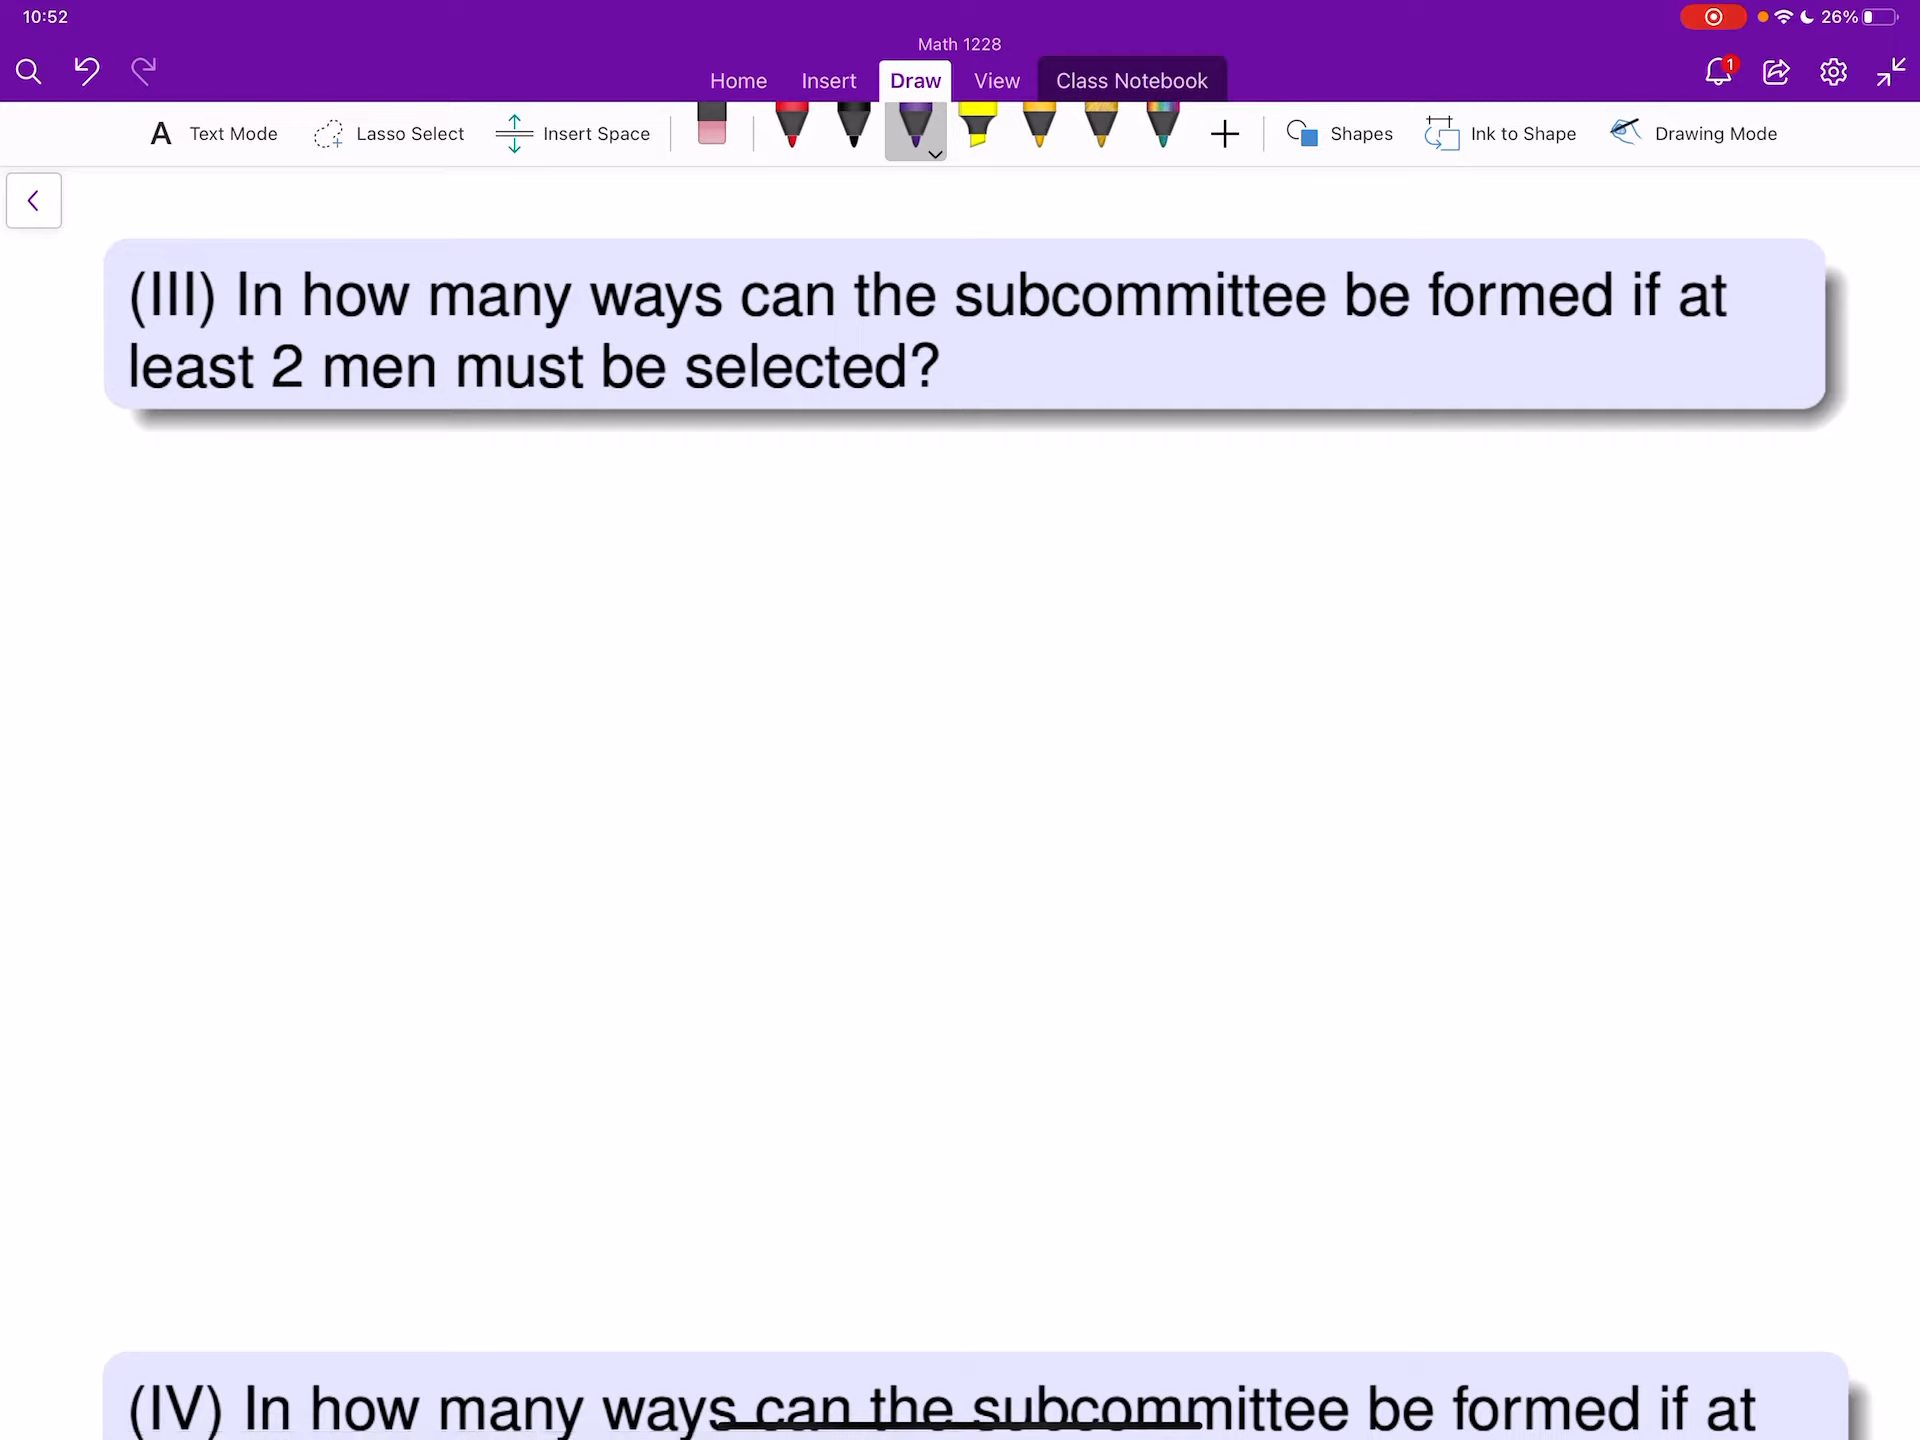 10:52
26%
Math 1228
1
Home Insert Draw View Class Notebook
A Text Mode Lasso Select Insert Space Shapes Ink to Shape Drawing Mode
(III) In how many ways can the subcommittee be formed if at
least 2 men must be selected?
(IV) In how many ways can the subcommittee be formed if at